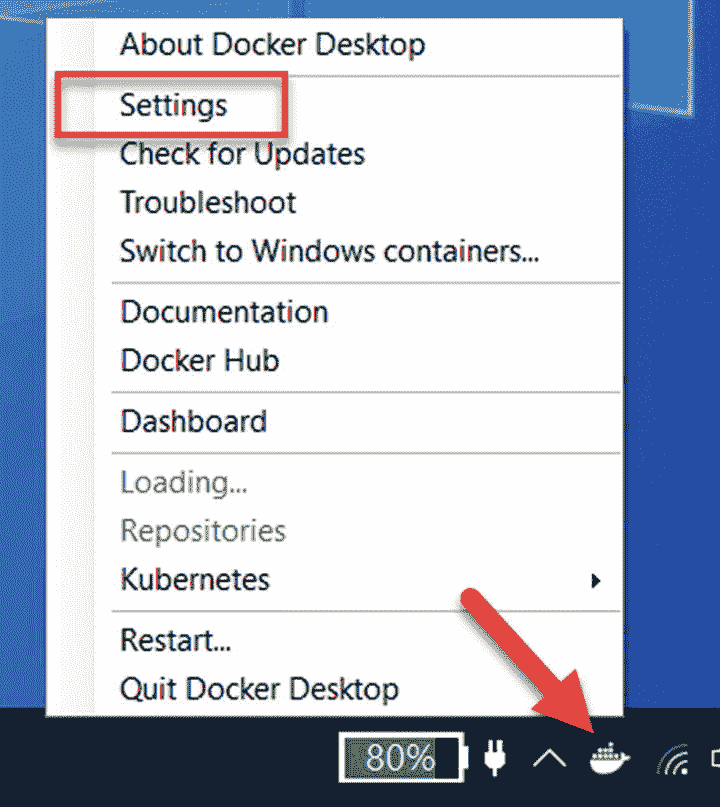 About Docker Desktop
Settings
Check for Updates
Troubleshoot
Switch to Windows containers...
Documentation
Docker Hub
Dashboard
Loading...
Repositories
Kubernetes
Restart...
Quit Docker Desktop
80%